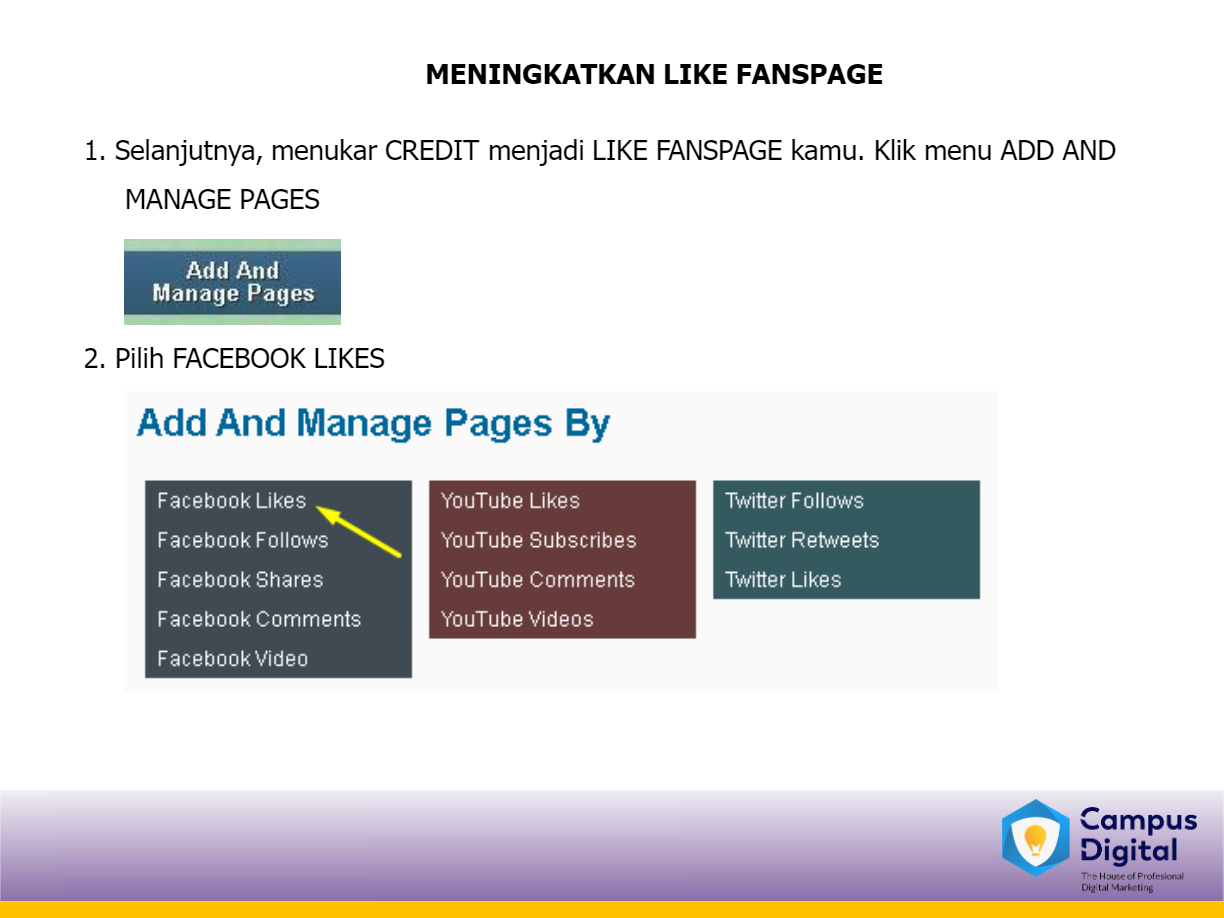 MENINGKATKAN LIKE FANSPAGE
1. Selanjutnya, menukar CREDIT menjadi LIKE FANSPAGE kamu. Klik menu ADD AND
MANAGE PAGES
Add And
Manage Pages
2. Pilih FACEBOOK LIKES
Add And Manage Pages By
Facebook Likes
Facebook Follows
Facebook Shares
Facebook Comments
Facebook Video
YouTube Likes
YouTube Subscribes
YouTube Comments
YouTube Videos
Twitter Follows
Twitter Retweets
Twitter Likes
Campus
Digital
The House of Profesional
Digital Marketing